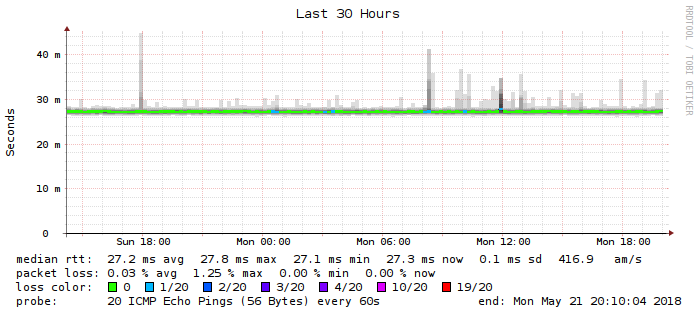 Last 30 Hours
RRDTOOL / TOBI OETIKER
Seconds
40 m
30 m
20 m
10 m
0
Sun 18:00 Mon 00:00 Mon 06:00 Mon 12:00 Mon 18:00
median rtt: 27.2 ms avg 27.8 ms max 27.1 ms min 27.3 ms now 0.1 ms sd 416.9 am/s
packet loss: 0.03 % avg 1.25 % max 0.00 % min 0.00 % now
loss color: 0 1/20 2/20 3/20 4/20 10/20 19/20
probe: 20 ICMP Echo Pings (56 Bytes) every 60s end: Mon May 21 20:10:04 2018